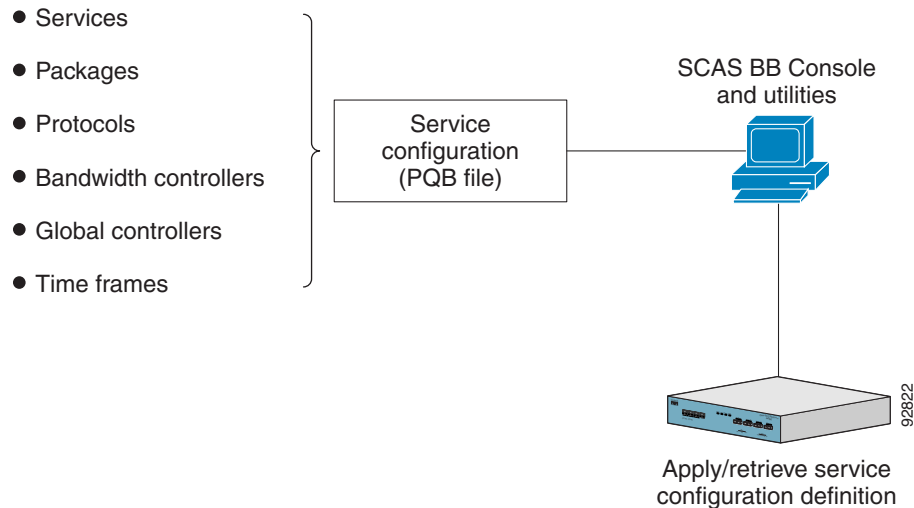 ● Services
● Packages
● Protocols
● Bandwidth controllers
● Global controllers
● Time frames
Service
configuration
(PQB file)
SCAS BB Console
and utilities
92822
Apply/retrieve service
configuration definition